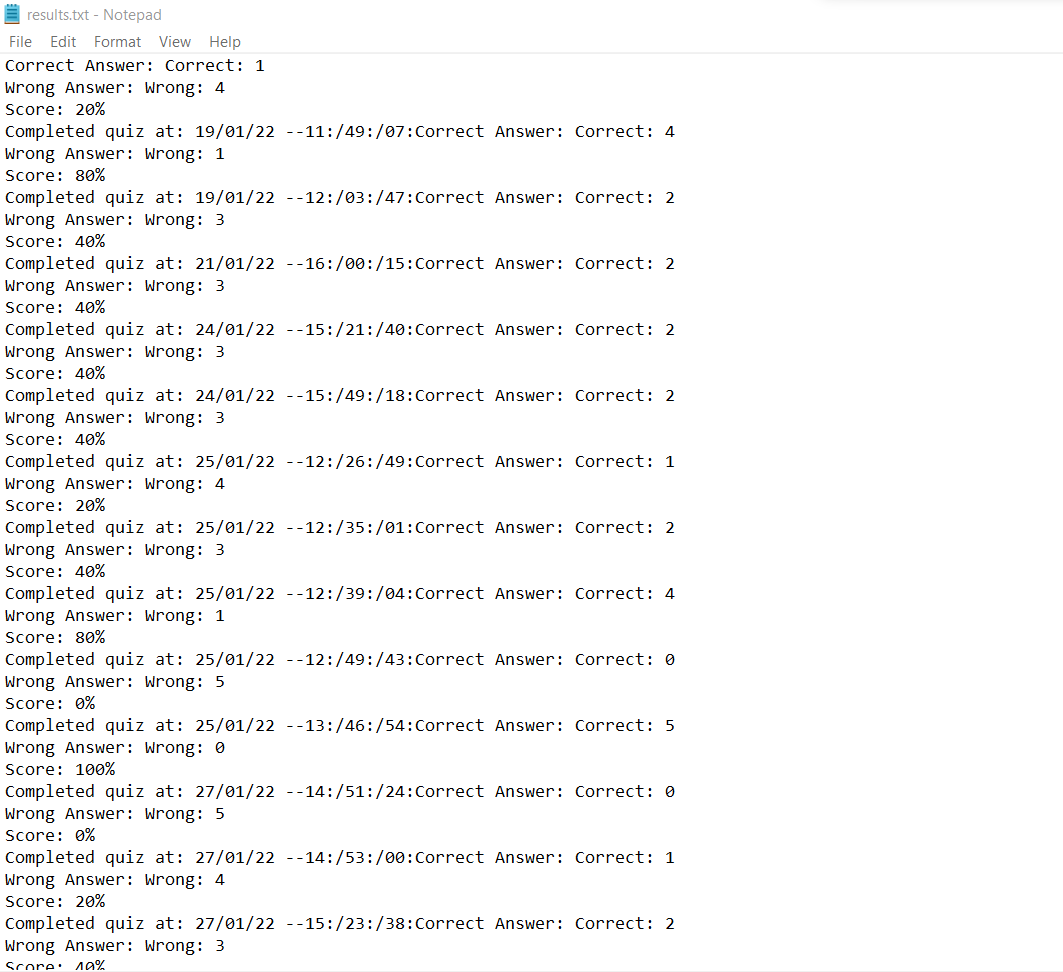 results.txt - Notepad
File Edit Format View Help
Correct Answer: Correct: 1
Wrong Answer: Wrong: 4
Score: 20%
Completed quiz at: 19/01/22 --11:/49:/07:Correct Answer: Correct: 4
Wrong Answer: Wrong: 1
Score: 80%
Completed quiz at: 19/01/22 --12:/03:/47:Correct Answer: Correct: 2
Wrong Answer: Wrong: 3
Score: 40%
Completed quiz at: 21/01/22 --16:/00:/15:Correct Answer: Correct: 2
Wrong Answer: Wrong: 3
Score: 40%
Completed quiz at: 24/01/22 --15:/21:/40:Correct Answer: Correct: 2
Wrong Answer: Wrong: 3
Score: 40%
Completed quiz at: 24/01/22 --15:/49:/18:Correct Answer: Correct: 2
Wrong Answer: Wrong: 3
Score: 40%
Completed quiz at: 25/01/22 --12:/26:/49:Correct Answer: Correct: 1
Wrong Answer: Wrong: 4
Score: 20%
Completed quiz at: 25/01/22 --12:/35:/01:Correct Answer: Correct: 2
Wrong Answer: Wrong: 3
Score: 40%
Completed quiz at: 25/01/22 --12:/39:/04:Correct Answer: Correct: 4
Wrong Answer: Wrong: 1
Score: 80%
Completed quiz at: 25/01/22 --12:/49:/43:Correct Answer: Correct: 0
Wrong Answer: Wrong: 5
Score: 0%
Completed quiz at: 25/01/22 --13:/46:/54:Correct Answer: Correct: 5
Wrong Answer: Wrong: 0
Score: 100%
Completed quiz at: 27/01/22 --14:/51:/24:Correct Answer: Correct: 0
Wrong Answer: Wrong: 5
Score: 0%
Completed quiz at: 27/01/22 --14:/53:/00:Correct Answer: Correct: 1
Wrong Answer: Wrong: 4
Score: 20%
Completed quiz at: 27/01/22 --15:/23:/38:Correct Answer: Correct: 2
Wrong Answer: Wrong: 3
Score: 40%